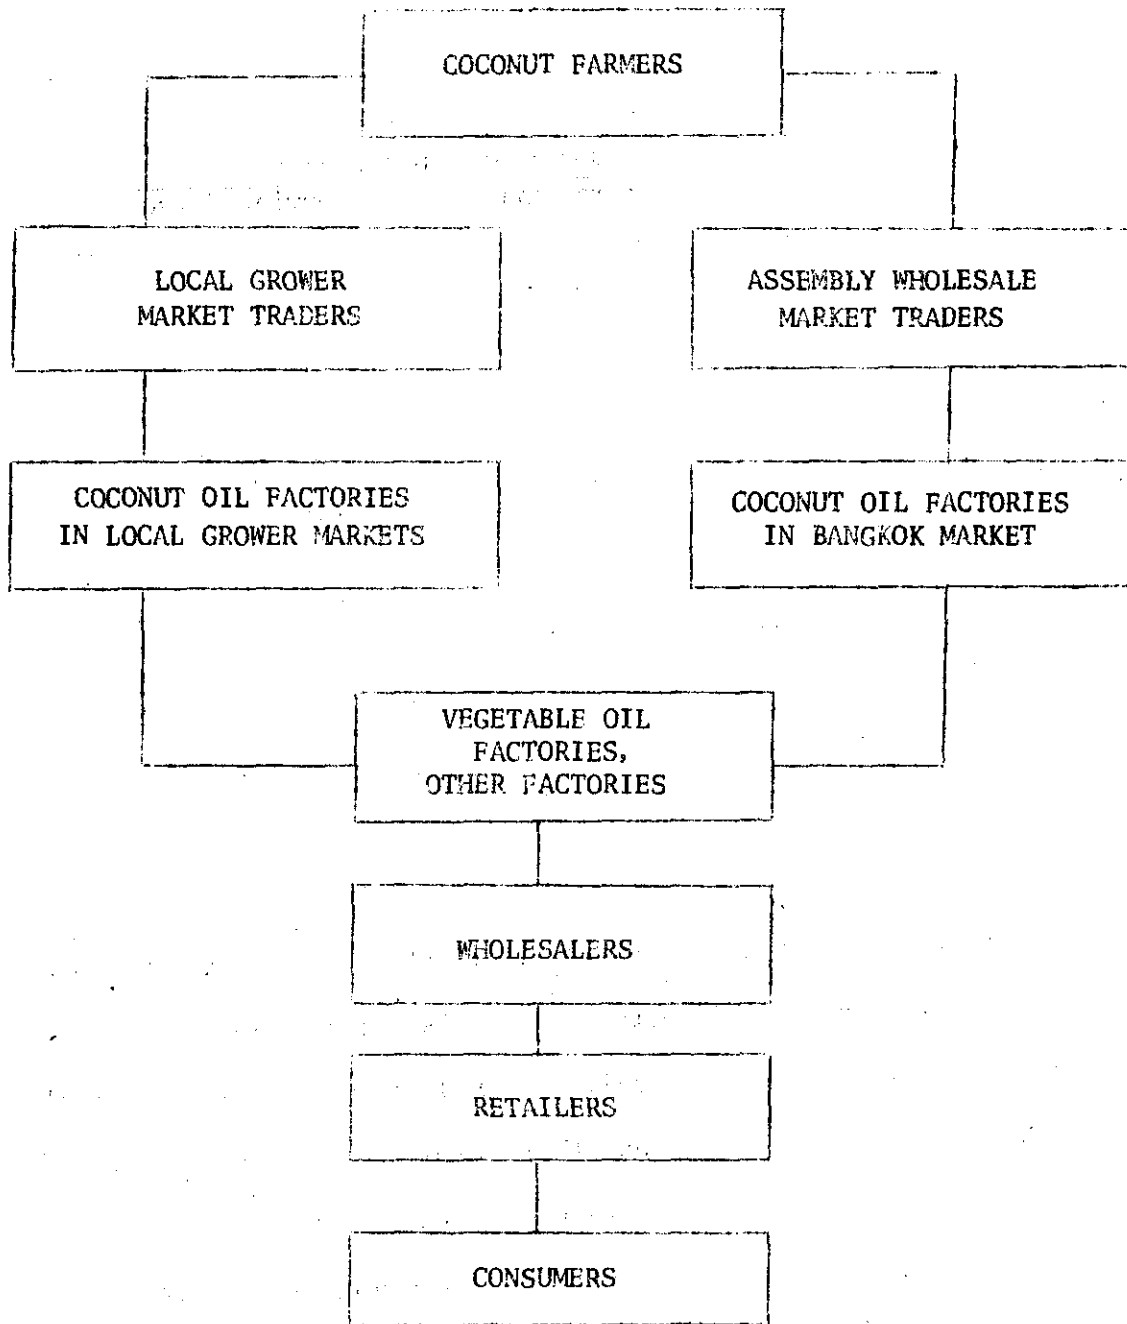 COCONUT FARMERS
LOCAL GROWER
MARKET TRADERS
ASSEMBLY WHOLESALE
MARKET TRADERS
COCONUT OIL FACTORIES
IN LOCAL GROWER MARKETS
COCONUT OIL FACTORIES
IN BANGKOK MARKET
VEGETABLE OIL
FACTORIES,
OTHER FACTORIES
WHOLESALERS
RETAILERS
CONSUMERS